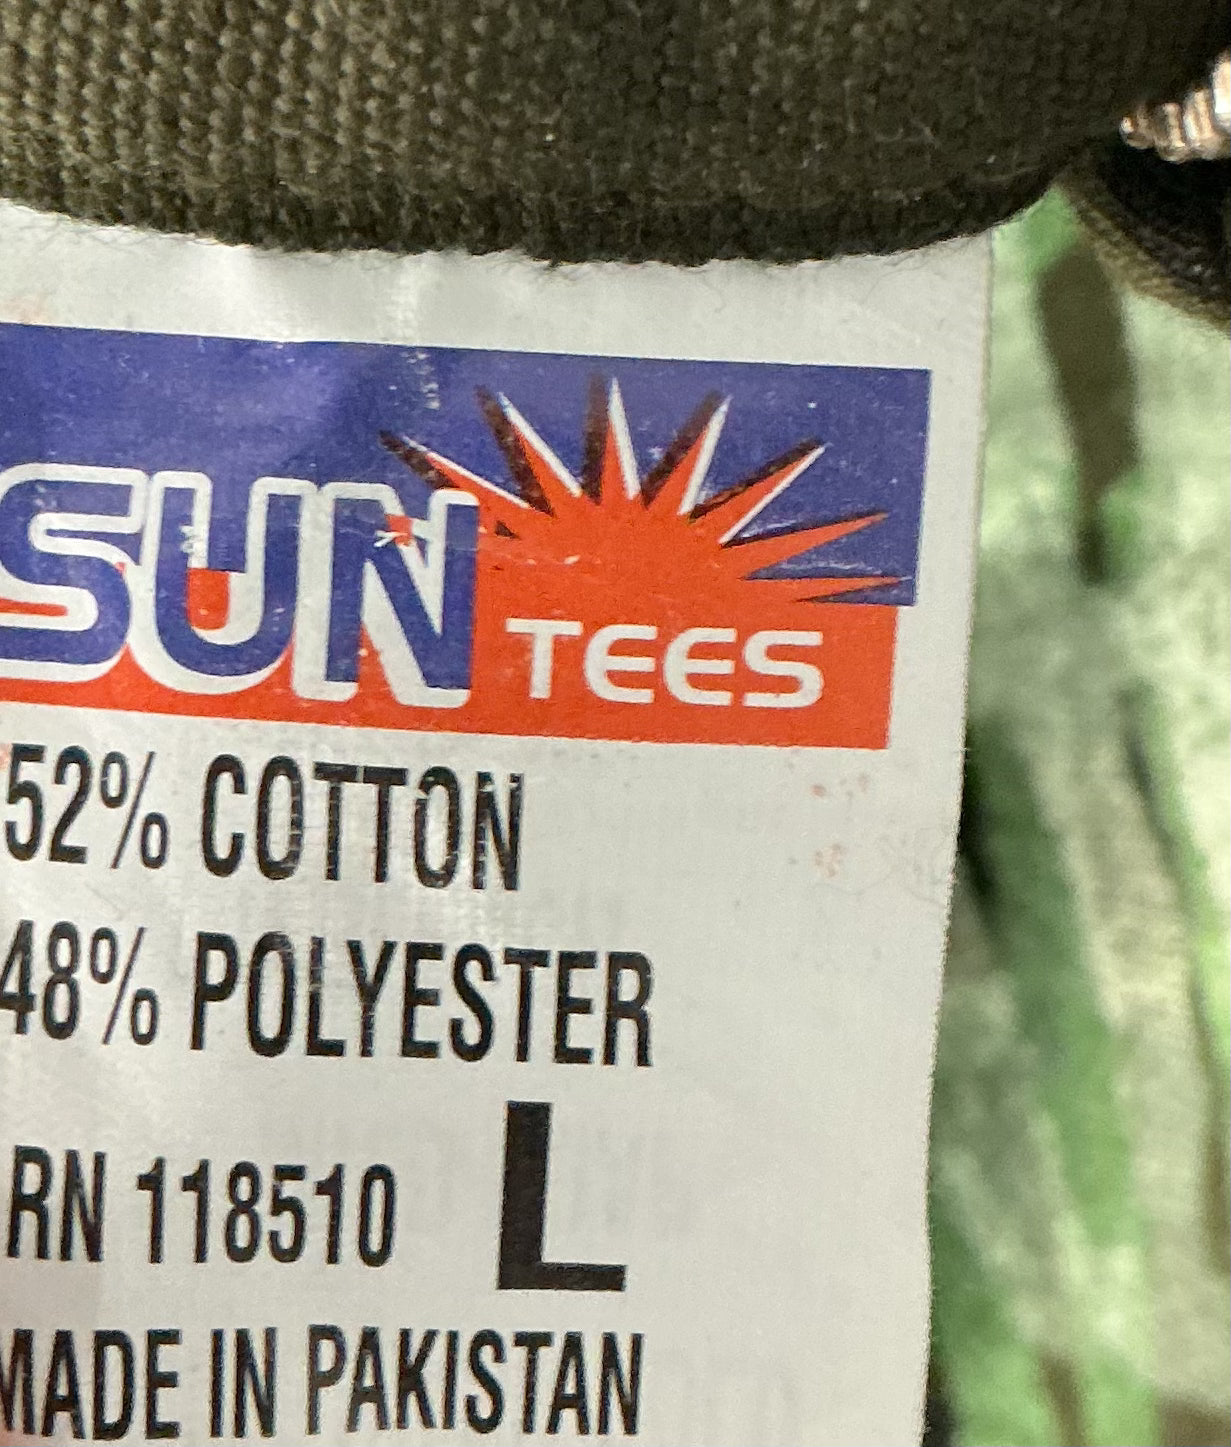 SUN TEES
52% COTTON
48% POLYESTER
RN 118510 L
MADE IN PAKISTAN